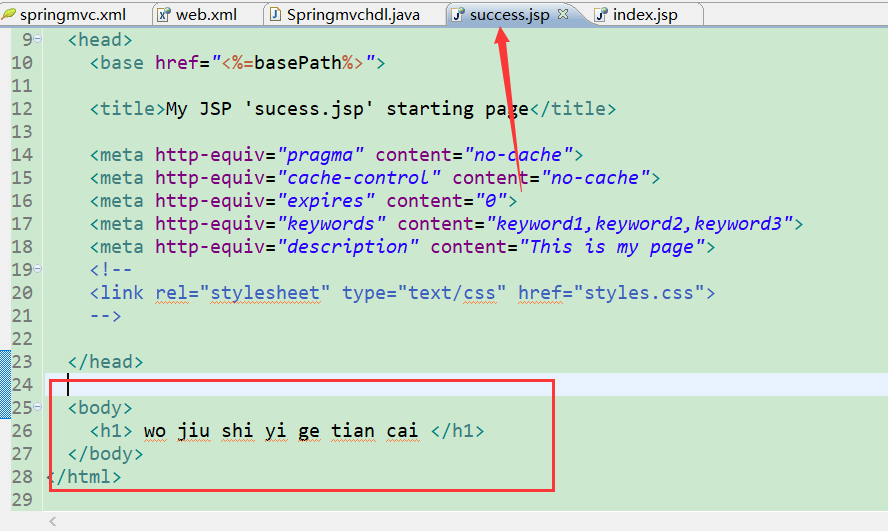 springmvc.xml web.xml Springmvchdl.java success.jsp index.jsp
9 <head>
10 <base href="<%=basePath%>">
11
12 <title>My JSP 'sucess.jsp' starting page</title>
13
14 <meta http-equiv="pragma" content="no-cache">
15 <meta http-equiv="cache-control" content="no-cache">
16 <meta http-equiv="expires" content="0">
17 <meta http-equiv="keywords" content="keyword1,keyword2,keyword3">
18 <meta http-equiv="description" content="This is my page">
19 <!--
20 <link rel="stylesheet" type="text/css" href="styles.css">
21 -->
22
23 </head>
24
25 <body>
26 <h1> wo jiu shi yi ge tian cai </h1>
27 </body>
28 </html>
29